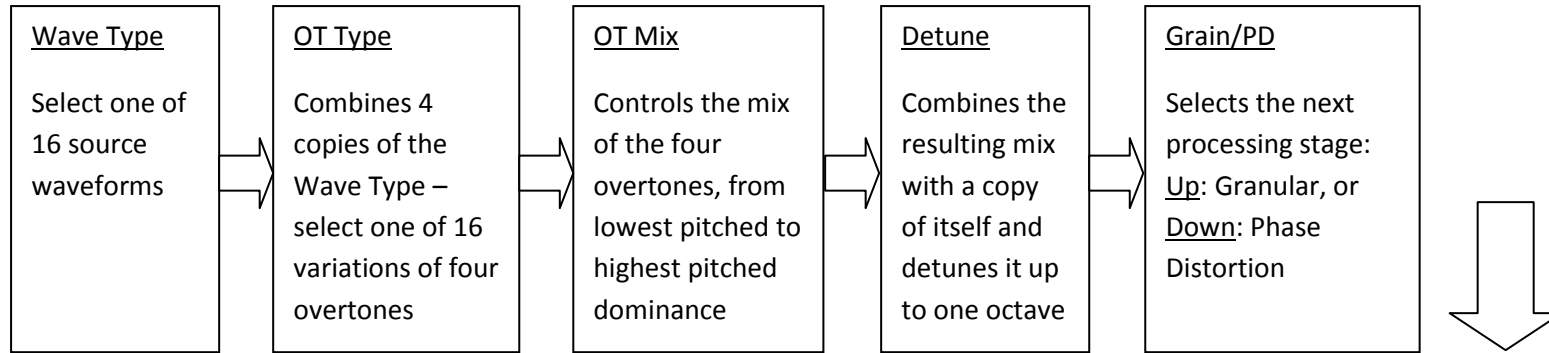 Wave Type
Select one of
16 source
waveforms
OT Type
Combines 4
copies of the
Wave Type –
select one of 16
variations of four
overtones
OT Mix
Controls the mix
of the four
overtones, from
lowest pitched to
highest pitched
dominance
Detune
Combines the
resulting mix
with a copy
of itself and
detunes it up
to one octave
Grain/PD
Selects the next
processing stage:
Up: Granular, or
Down: Phase
Distortion